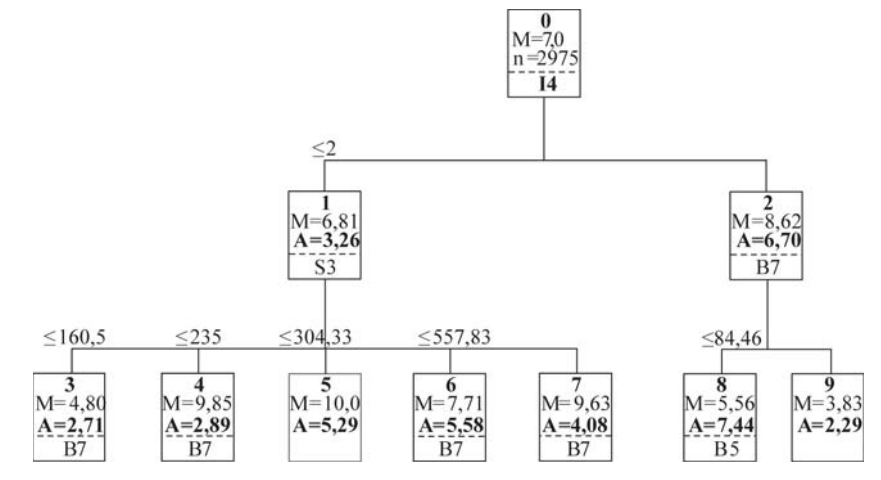 0
M=7,0
n=2975
I4
≤2
1
M=6,81
A=3,26
S3
2
M=8,62
A=6,70
B7
≤160,5
≤235
≤304,33
≤557,83
≤84,46
3
M=4,80
A=2,71
B7
4
M=9,85
A=2,89
B7
5
M=10,0
A=5,29
6
M=7,71
A=5,58
B7
7
M=9,63
A=4,08
B7
8
M=5,56
A=7,44
B5
9
M=3,83
A=2,29